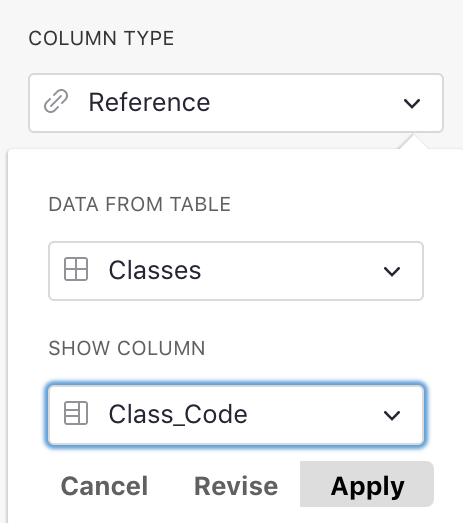 COLUMN TYPE
Reference
DATA FROM TABLE
Classes
SHOW COLUMN
Class_Code
Cancel Revise Apply